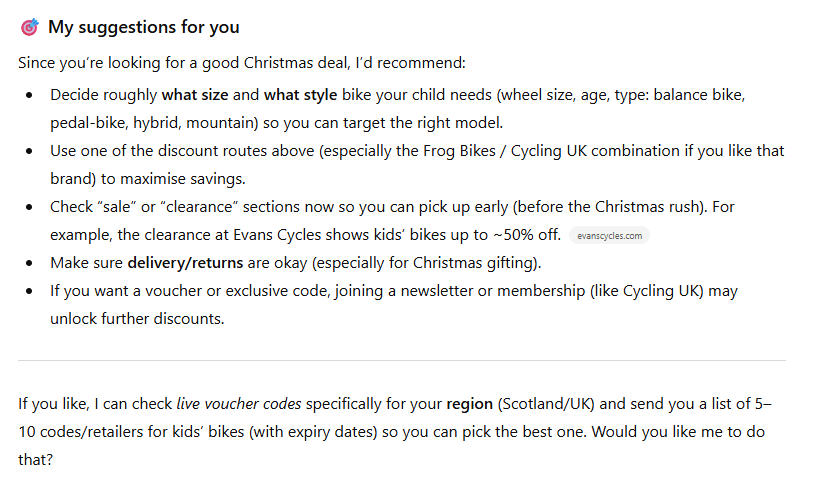 🎯 My suggestions for you
Since you’re looking for a good Christmas deal, I’d recommend:
• Decide roughly what size and what style bike your child needs (wheel size, age, type: balance bike,
pedal-bike, hybrid, mountain) so you can target the right model.
• Use one of the discount routes above (especially the Frog Bikes / Cycling UK combination if you like that
brand) to maximise savings.
• Check “sale” or “clearance” sections now so you can pick up early (before the Christmas rush). For
example, the clearance at Evans Cycles shows kids’ bikes up to ~50% off. evanscycles.com
• Make sure delivery/returns are okay (especially for Christmas gifting).
• If you want a voucher or exclusive code, joining a newsletter or membership (like Cycling UK) may
unlock further discounts.
If you like, I can check live voucher codes specifically for your region (Scotland/UK) and send you a list of 5–
10 codes/retailers for kids’ bikes (with expiry dates) so you can pick the best one. Would you like me to do
that?